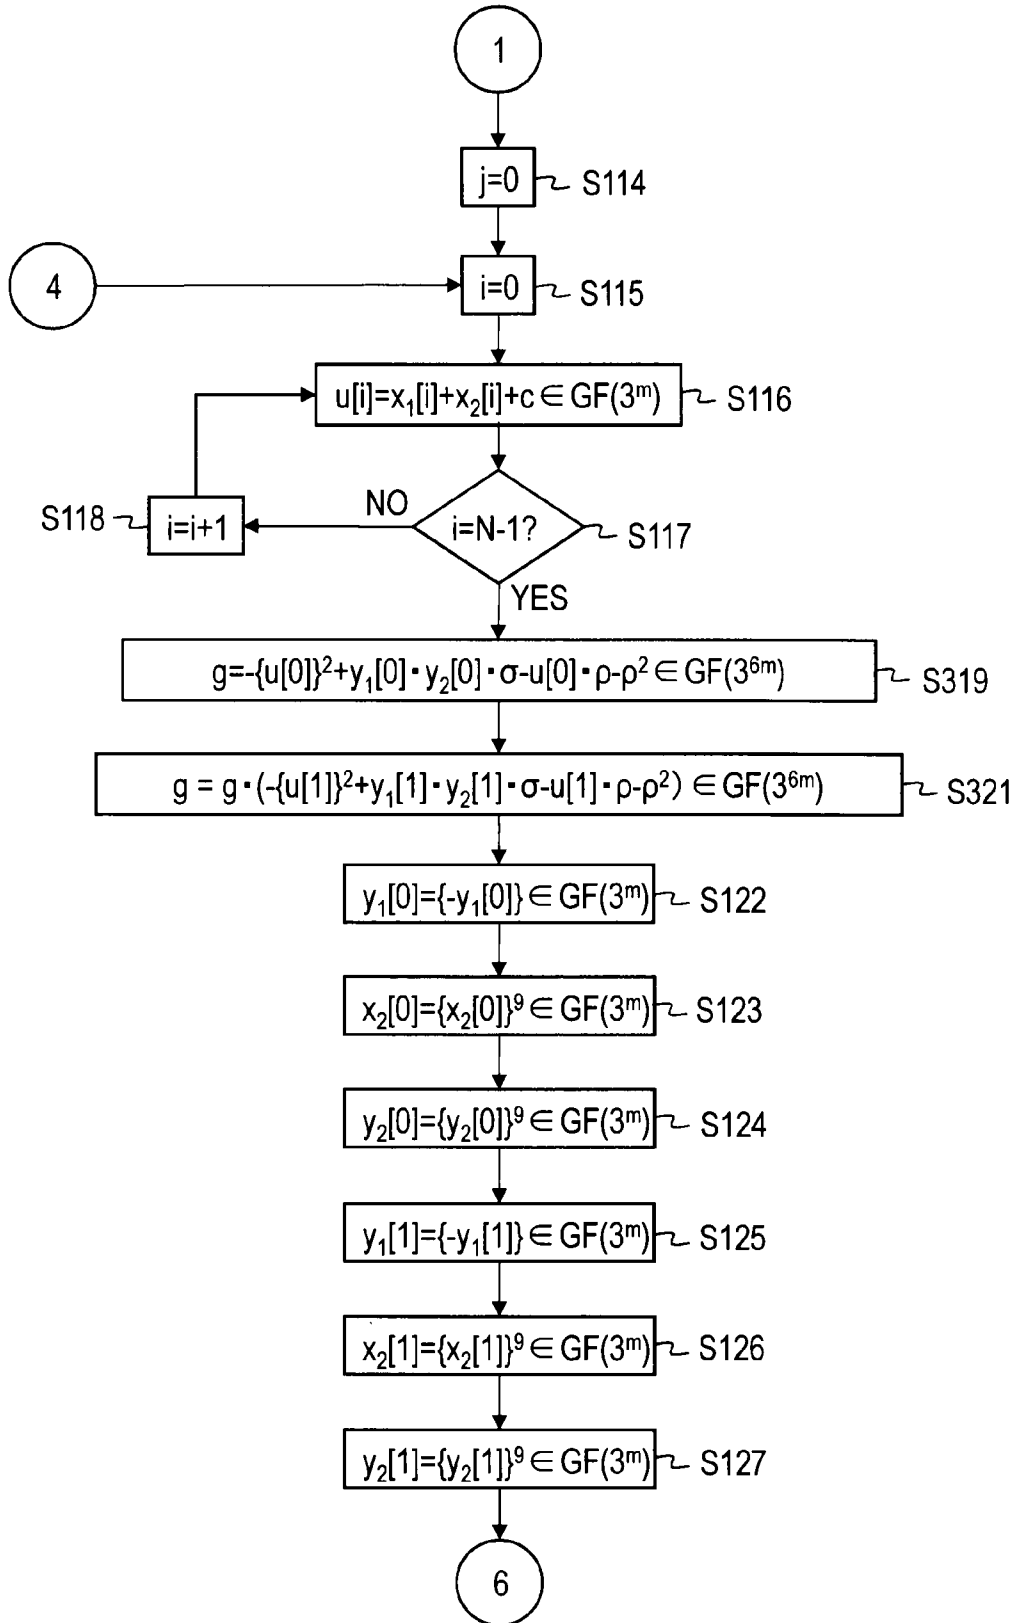 1
j=0 S114
4
i=0 S115
u[i]=x₁[i]+x₂[i]+c∈GF(3ᵐ) S116
S118 i=i+1 NO i=N-1? S117
YES
g=-{u[0]}²+y₁[0]·y₂[0]·σ-u[0]·ρ-ρ²∈GF(3⁶ᵐ) S319
g = g·(-{u[1]}²+y₁[1]·y₂[1]·σ-u[1]·ρ-ρ²) ∈GF(3⁶ᵐ) S321
y₁[0]={-y₁[0]}∈GF(3ᵐ) S122
x₂[0]={x₂[0]}⁹∈GF(3ᵐ) S123
y₂[0]={y₂[0]}⁹∈GF(3ᵐ) S124
y₁[1]={-y₁[1]}∈GF(3ᵐ) S125
x₂[1]={x₂[1]}⁹∈GF(3ᵐ) S126
y₂[1]={y₂[1]}⁹∈GF(3ᵐ) S127
6